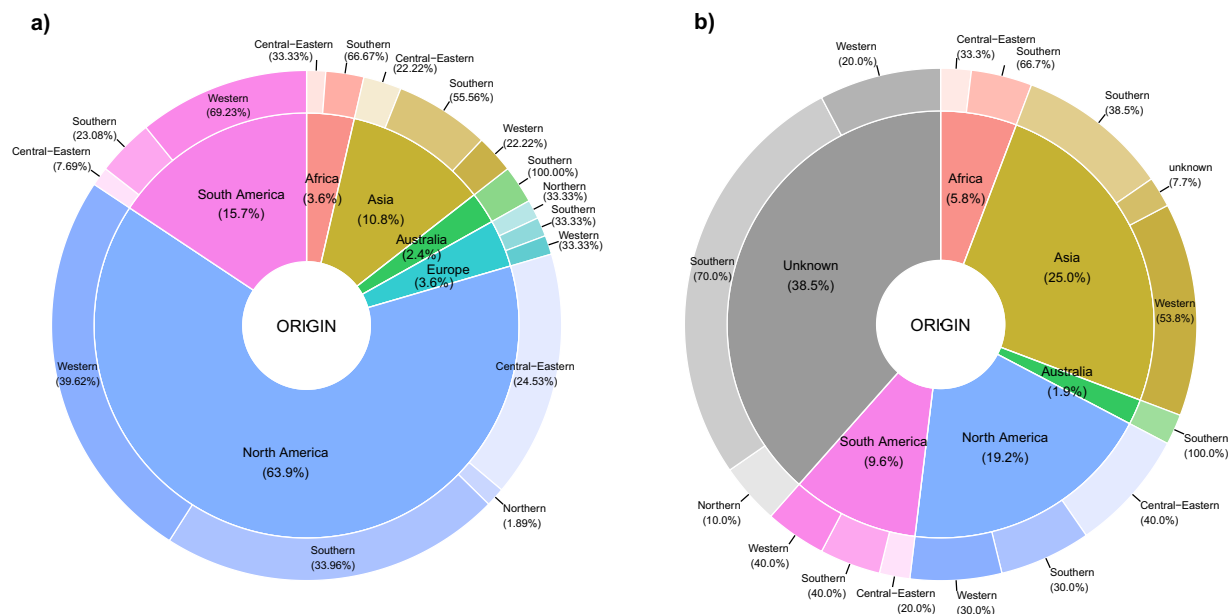 a)
Central−Eastern
(33.33%)
Southern
(66.67%)
Central−Eastern
(22.22%)
Southern
(55.56%)
Western
(22.22%)
Southern
(100.00%)
Northern
(33.33%)
Southern
(33.33%)
Western
(33.33%)
Central−Eastern
(24.53%)
Northern
(1.89%)
Southern
(33.96%)
Western
(39.62%)
Central−Eastern
(7.69%)
Southern
(23.08%)
Western
(69.23%)
Africa
(3.6%)
Asia
(10.8%)
Australia
(2.4%)
Europe
(3.6%)
North America
(63.9%)
South America
(15.7%)
ORIGIN
b)
Central−Eastern
(33.3%)
Southern
(66.7%)
Southern
(38.5%)
unknown
(7.7%)
Western
(53.8%)
Southern
(100.0%)
Central−Eastern
(40.0%)
Southern
(30.0%)
Western
(30.0%)
Central−Eastern
(20.0%)
Southern
(40.0%)
Western
(40.0%)
Northern
(10.0%)
Southern
(70.0%)
Western
(20.0%)
Africa
(5.8%)
Asia
(25.0%)
Australia
(1.9%)
North America
(19.2%)
South America
(9.6%)
Unknown
(38.5%)
ORIGIN